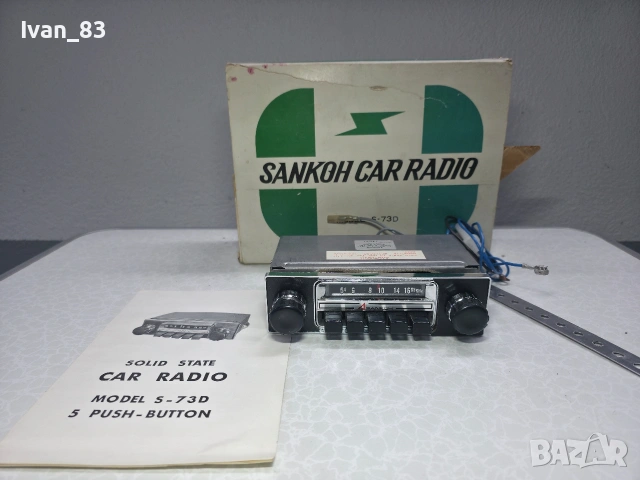 Ivan_83
SANKOH CAR RADIO
S-73D
SOLID STATE
CAR RADIO
MODEL S-73D
5 PUSH-BUTTON
BAZAR